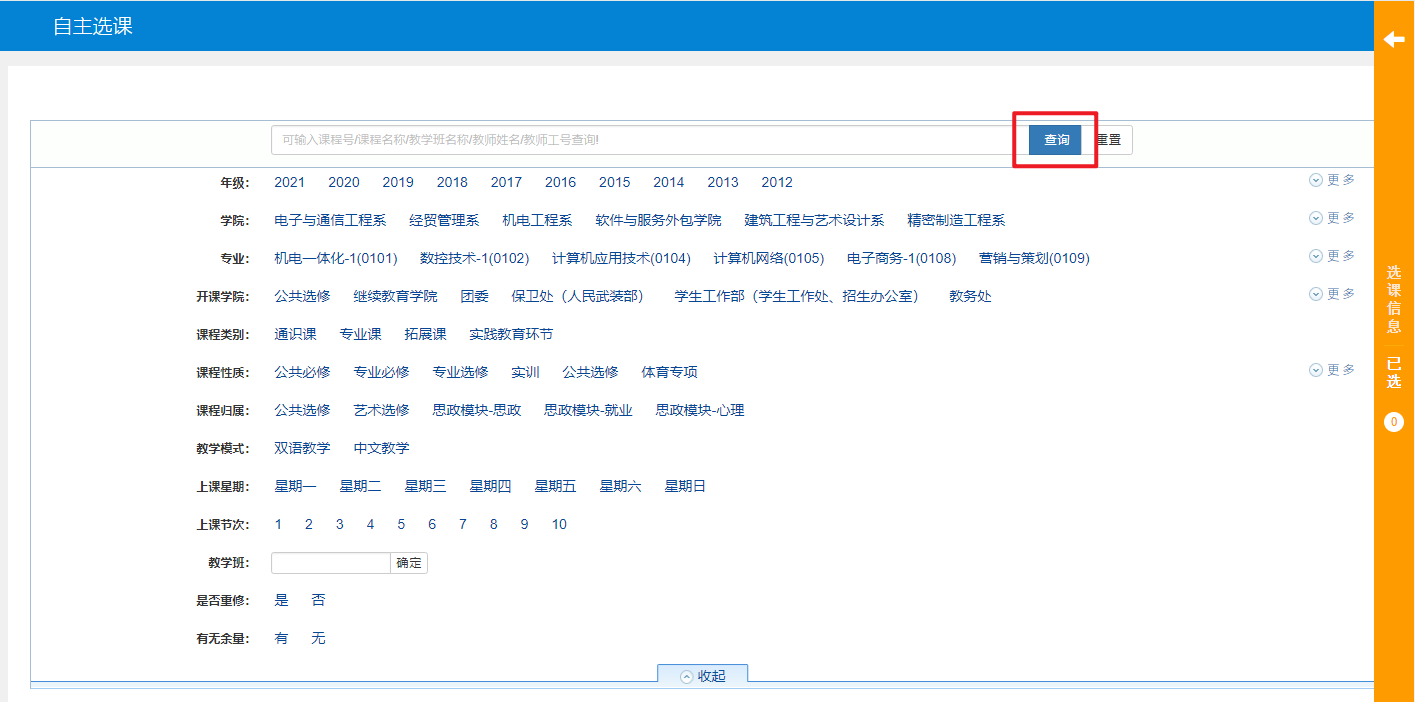 自主选课
可输入课程号/课程名称/教学班名称/教师姓名/教师工号查询! 查询 重置
年级: 2021 2020 2019 2018 2017 2016 2015 2014 2013 2012 更多
学院: 电子与通信工程系 经贸管理系 机电工程系 软件与服务外包学院 建筑工程与艺术设计系 精密制造工程系 更多
专业: 机电一体化-1(0101) 数控技术-1(0102) 计算机应用技术(0104) 计算机网络(0105) 电子商务-1(0108) 营销与策划(0109) 更多
开课学院: 公共选修 继续教育学院 团委 保卫处（人民武装部） 学生工作部（学生工作处、招生办公室） 教务处 更多
课程类别: 通识课 专业课 拓展课 实践教育环节
课程性质: 公共必修 专业必修 专业选修 实训 公共选修 体育专项 更多
课程归属: 公共选修 艺术选修 思政模块-思政 思政模块-就业 思政模块-心理
教学模式: 双语教学 中文教学
上课星期: 星期一 星期二 星期三 星期四 星期五 星期六 星期日
上课节次: 1 2 3 4 5 6 7 8 9 10
教学班: 确定
是否重修: 是 否
有无余量: 有 无
收起
选课信息
已选
0